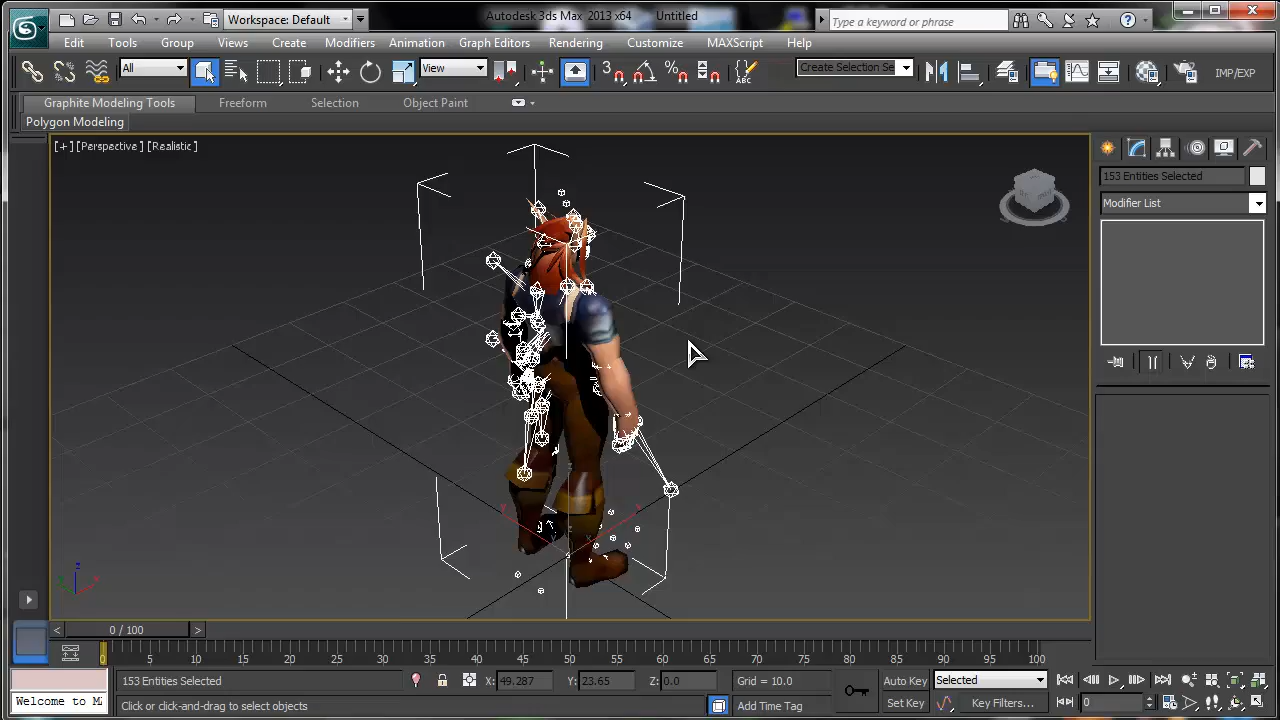 Workspace: Default
Autodesk 3ds Max 2013 x64 Untitled
Type a keyword or phrase
Edit Tools Group Views Create Modifiers Animation Graph Editors Rendering Customize MAXScript Help
All
View
3
ABC
Create Selection Se
IMP/EXP
Graphite Modeling Tools Freeform Selection Object Paint
Polygon Modeling
[+] [Perspective] [Realistic]
153 Entities Selected
Modifier List
z
0 / 100
0 5 10 15 20 25 30 35 40 45 50 55 60 65 70 75 80 85 90 95 100
153 Entities Selected
X: 49.287 Y: 23.65 Z: 0.0 Grid = 10.0
Auto Key Selected
Welcome to M
Click or click-and-drag to select objects
Add Time Tag
Set Key Key Filters... 0